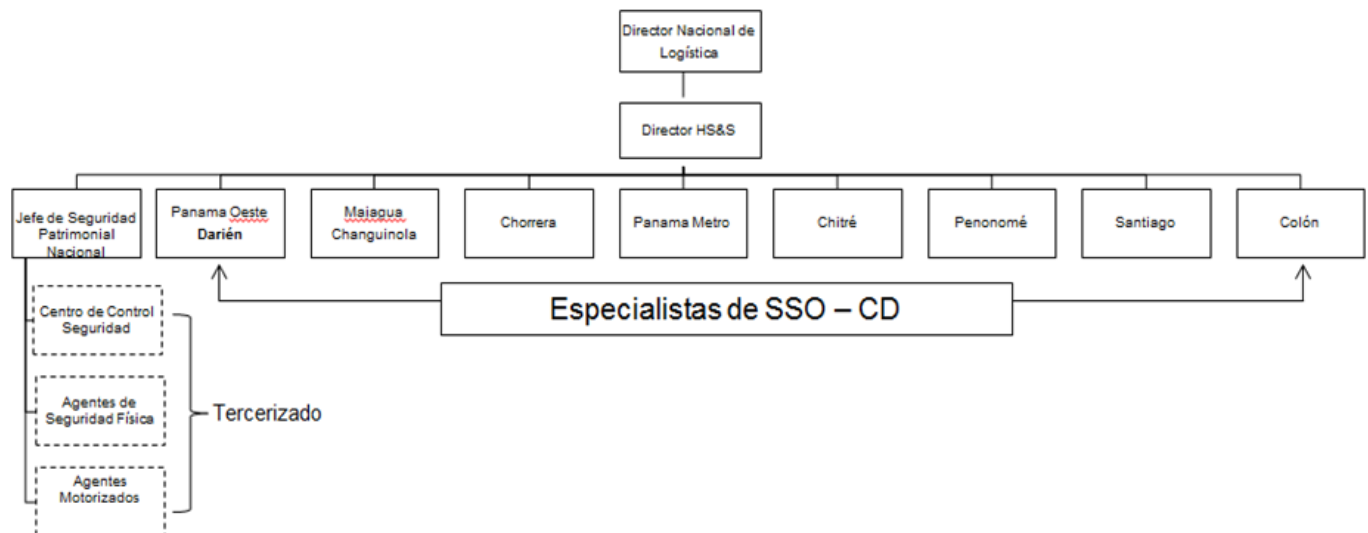 Director Nacional de
Logística
Director HS&S
Jefe de Seguridad
Patrimonial
Nacional
Panama Oeste
Darién
Majagua
Changuinola
Chorrera
Panama Metro
Chitré
Penonomé
Santiago
Colón
Especialistas de SSO – CD
Centro de Control
Seguridad
Agentes de
Seguridad Física
Tercerizado
Agentes
Motorizados